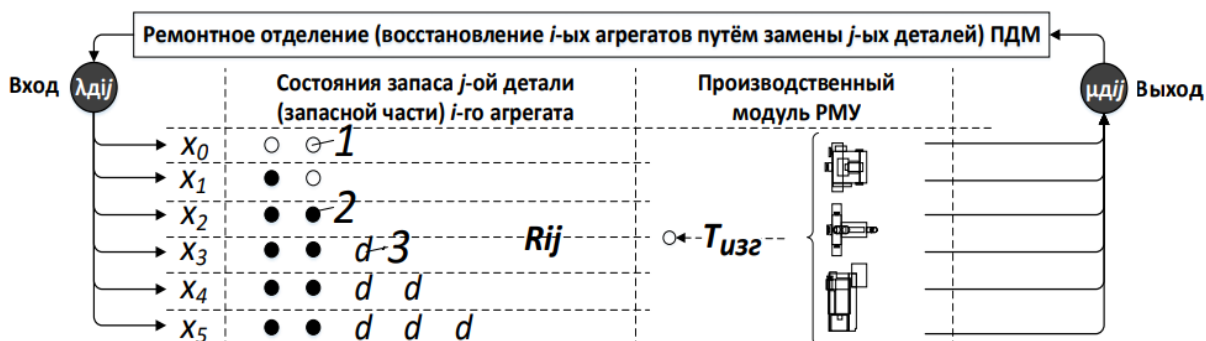 Ремонтное отделение (восстановление i-ых агрегатов путём замены j-ых деталей) ПДМ
Вход λдij
Состояния запаса j-ой детали
(запасной части) i-го агрегата
Производственный
модуль РМУ
μдij Выход
x0 1
x1
x2 2
x3 d 3
Rij
Tизг
x4 d d
x5 d d d